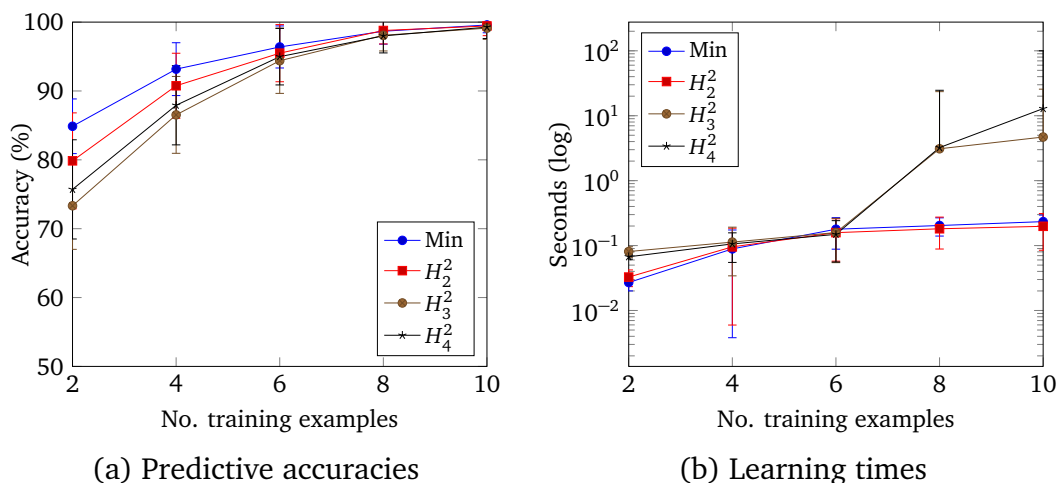 100
90
80
70
60
50
Accuracy (%)
2 4 6 8 10
No. training examples
Min
H₂²
H₃²
H₄²
(a) Predictive accuracies
10²
10¹
10⁰
10⁻¹
10⁻²
Seconds (log)
2 4 6 8 10
No. training examples
Min
H₂²
H₃²
H₄²
(b) Learning times